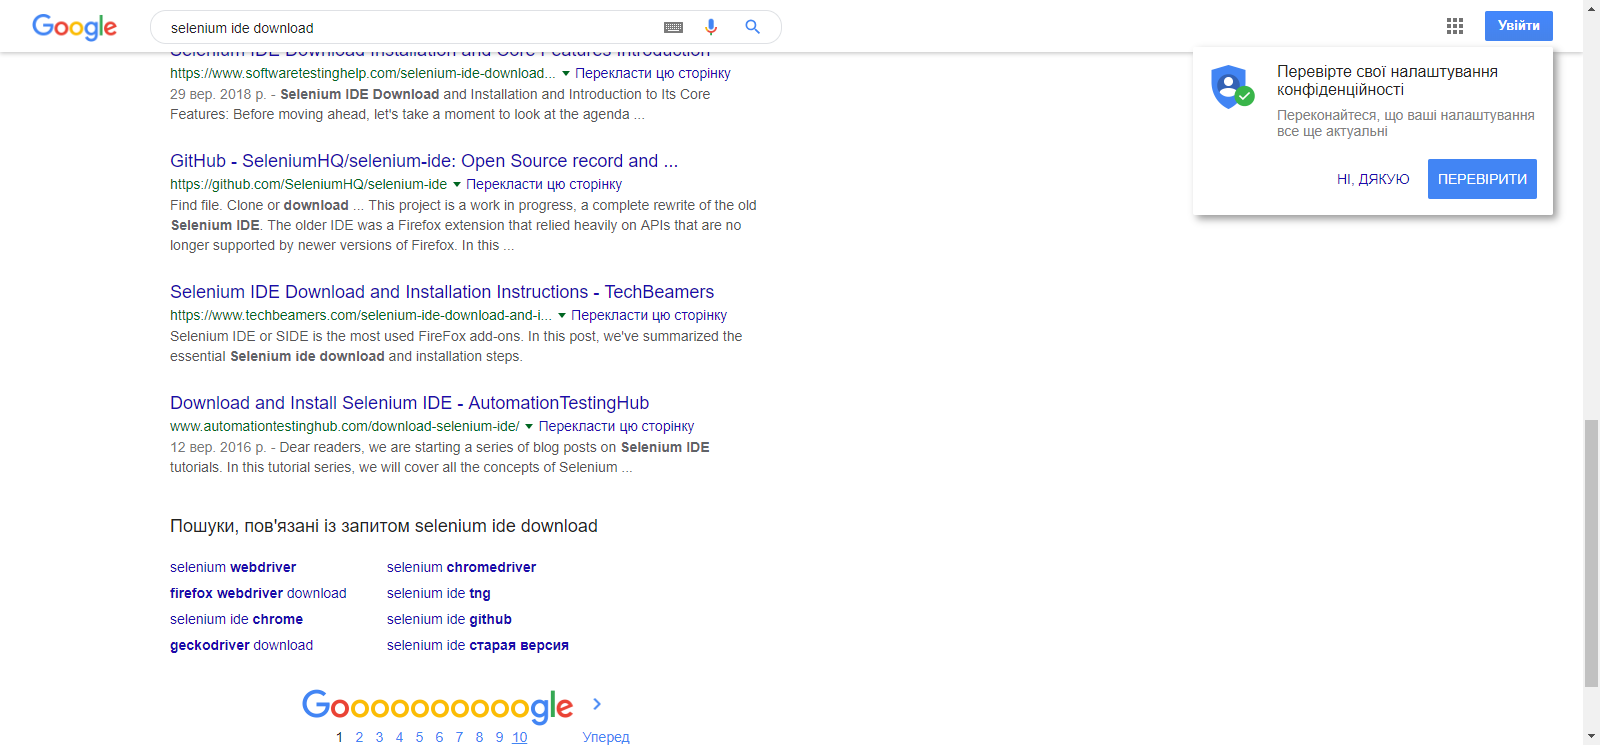 Google
selenium ide download
Увійти
Selenium IDE Download Installation and Core Features Introduction
https://www.softwaretestinghelp.com/selenium-ide-download... Перекласти цю сторінку
29 вер. 2018 р. - Selenium IDE Download and Installation and Introduction to Its Core
Features: Before moving ahead, let's take a moment to look at the agenda ...
GitHub - SeleniumHQ/selenium-ide: Open Source record and ...
https://github.com/SeleniumHQ/selenium-ide Перекласти цю сторінку
Find file. Clone or download ... This project is a work in progress, a complete rewrite of the old
Selenium IDE. The older IDE was a Firefox extension that relied heavily on APIs that are no
longer supported by newer versions of Firefox. In this ...
Selenium IDE Download and Installation Instructions - TechBeamers
https://www.techbeamers.com/selenium-ide-download-and-i... Перекласти цю сторінку
Selenium IDE or SIDE is the most used FireFox add-ons. In this post, we've summarized the
essential Selenium ide download and installation steps.
Download and Install Selenium IDE - AutomationTestingHub
www.automationtestinghub.com/download-selenium-ide/ Перекласти цю сторінку
12 вер. 2016 р. - Dear readers, we are starting a series of blog posts on Selenium IDE
tutorials. In this tutorial series, we will cover all the concepts of Selenium ...
Пошуки, пов'язані із запитом selenium ide download
selenium webdriver selenium chromedriver
firefox webdriver download selenium ide tng
selenium ide chrome selenium ide github
geckodriver download selenium ide старая версия
Goooooooooogle
1 2 3 4 5 6 7 8 9 10 Уперед
Перевірте свої налаштування
конфіденційності
Переконайтеся, що ваші налаштування
все ще актуальні
НІ, ДЯКУЮ ПЕРЕВІРИТИ